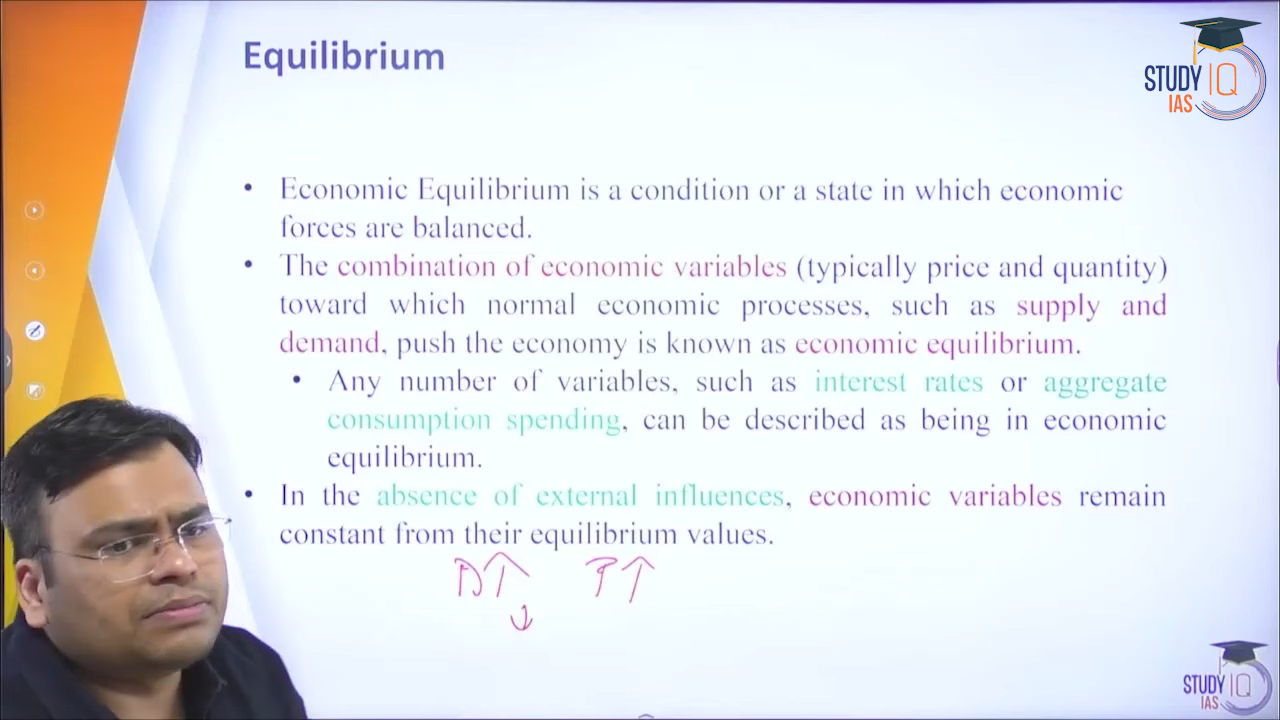 Equilibrium
STUDY IQ
IAS
• Economic Equilibrium is a condition or a state in which economic
forces are balanced.
• The combination of economic variables (typically price and quantity)
toward which normal economic processes, such as supply and
demand, push the economy is known as economic equilibrium.
• Any number of variables, such as interest rates or aggregate
consumption spending, can be described as being in economic
equilibrium.
• In the absence of external influences, economic variables remain
constant from their equilibrium values.
D↑ P↑
↓
STUDY IQ
IAS